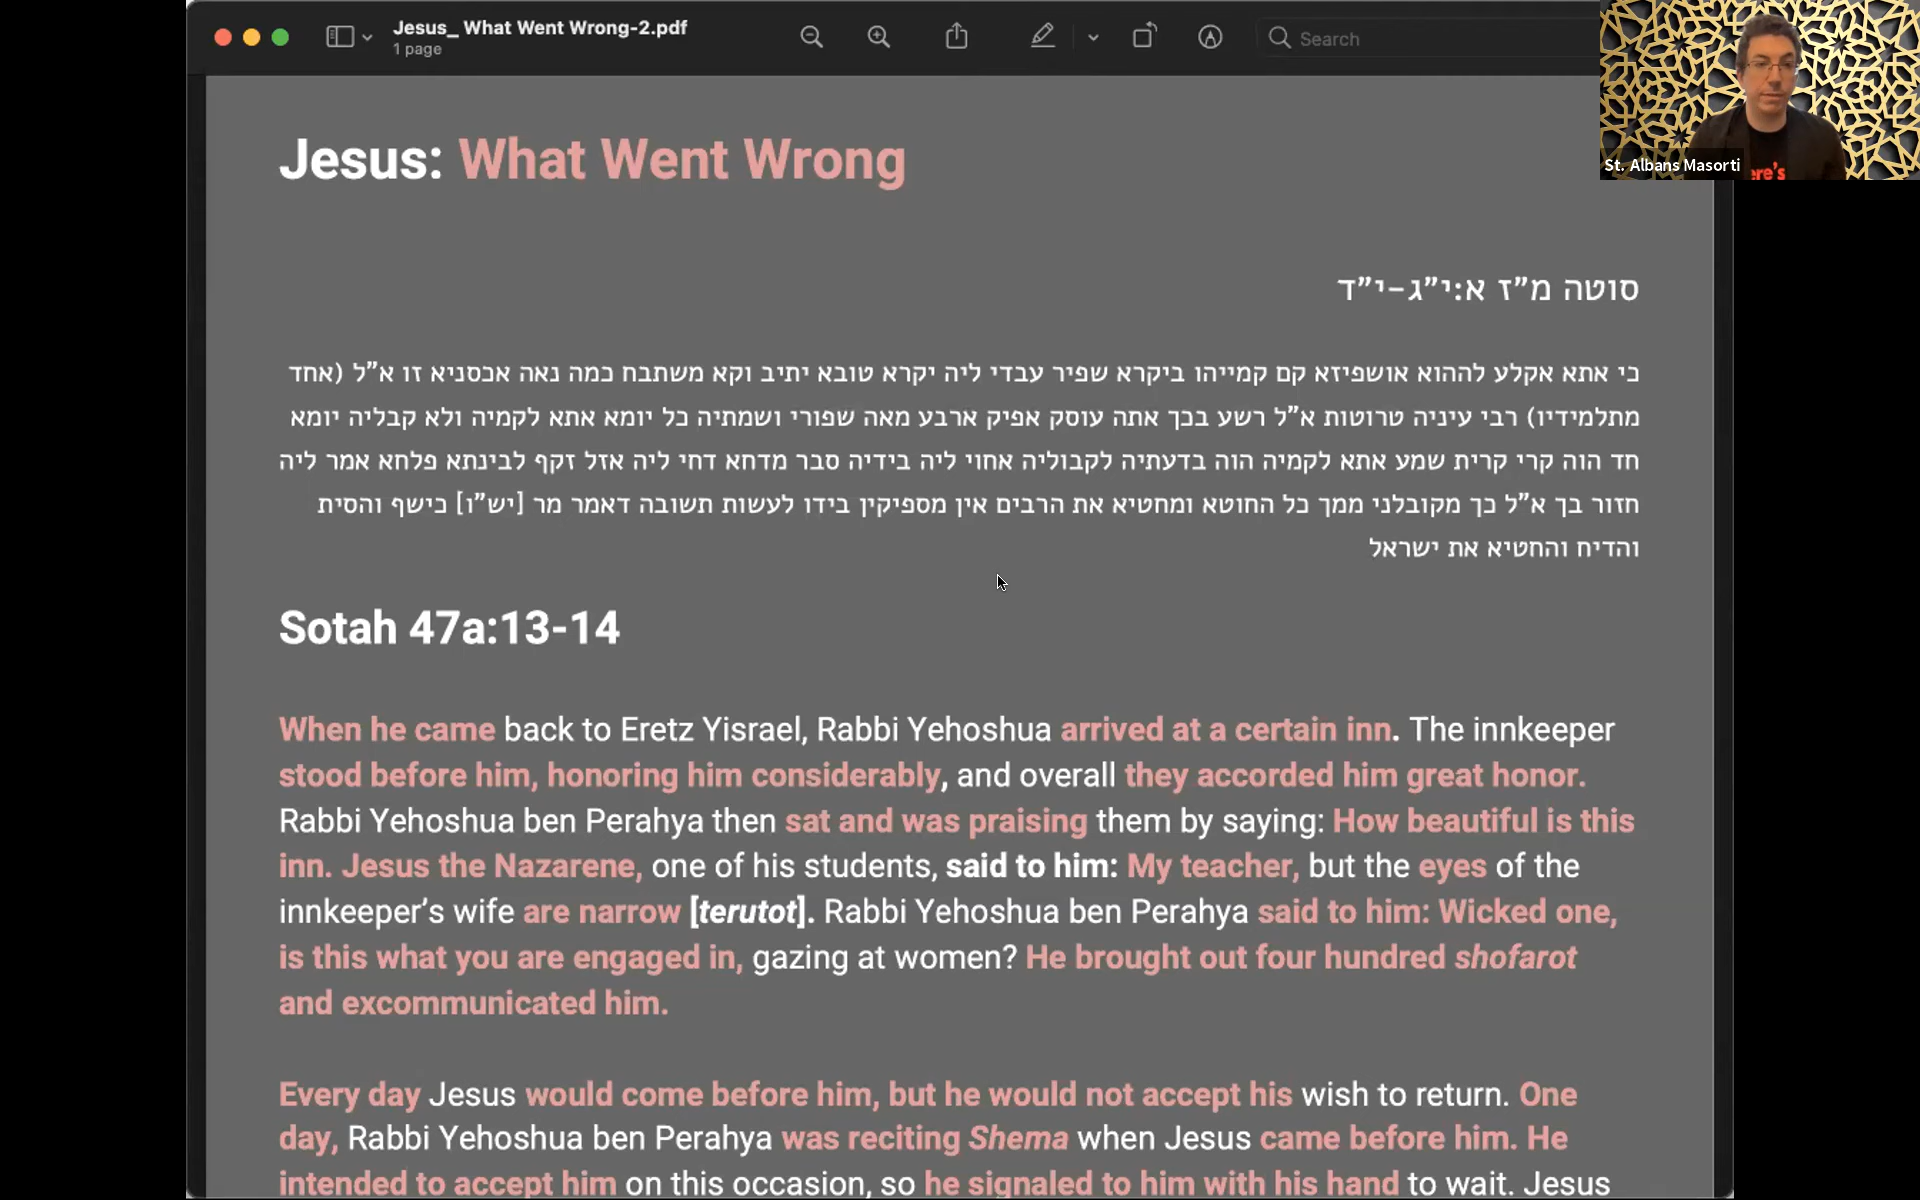 Jesus_ What Went Wrong-2.pdf
1 page
Search
St. Albans Masorti
ere's
Jesus: What Went Wrong
סוטה מ״ז א:י״ג-י״ד
כי אתא אקלע לההוא אושפיזא קם קמייהו ביקרא שפיר עבדי ליה יקרא טובא יתיב וקא משתבח כמה נאה אכסניא זו א״ל (אחד
מתלמידיו) רבי עיניה טרוטות א״ל רשע בכך אתה עוסק אפיק ארבע מאה שפורי ושמתיה כל יומא אתא לקמיה ולא קבליה יומא
חד הוה קרי קרית שמע אתא לקמיה הוה בדעתיה לקבוליה אחוי ליה בידיה סבר מדחא דחי ליה אזל זקף לבינתא פלחא אמר ליה
חזור בך א״ל כך מקובלני ממך כל החוטא ומחטיא את הרבים אין מספיקין בידו לעשות תשובה דאמר מר [יש״ו] כישף והסית
והדיח והחטיא את ישראל
Sotah 47a:13-14
When he came back to Eretz Yisrael, Rabbi Yehoshua arrived at a certain inn. The innkeeper
stood before him, honoring him considerably, and overall they accorded him great honor.
Rabbi Yehoshua ben Perahya then sat and was praising them by saying: How beautiful is this
inn. Jesus the Nazarene, one of his students, said to him: My teacher, but the eyes of the
innkeeper’s wife are narrow [terutot]. Rabbi Yehoshua ben Perahya said to him: Wicked one,
is this what you are engaged in, gazing at women? He brought out four hundred shofarot
and excommunicated him.
Every day Jesus would come before him, but he would not accept his wish to return. One
day, Rabbi Yehoshua ben Perahya was reciting Shema when Jesus came before him. He
intended to accept him on this occasion, so he signaled to him with his hand to wait. Jesus